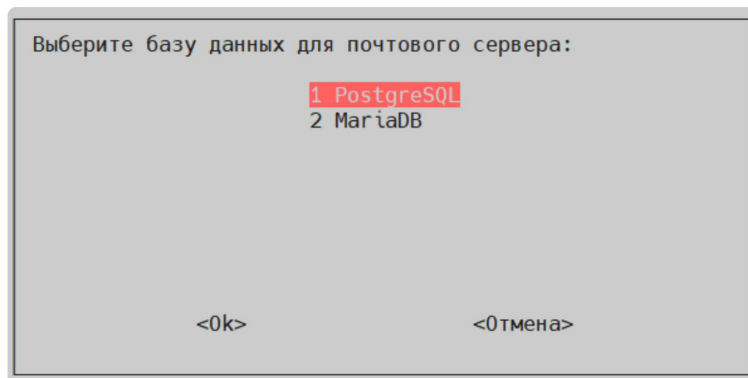 Выберите базу данных для почтового сервера:
1 PostgreSQL
2 MariaDB
<Ok> <Отмена>